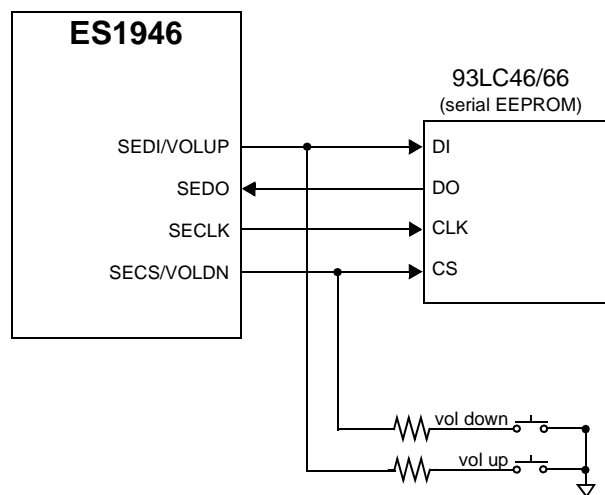 ES1946
93LC46/66
(serial EEPROM)
SEDI/VOLUP
DI
SEDO
DO
SECLK
CLK
SECS/VOLDN
CS
vol down
vol up